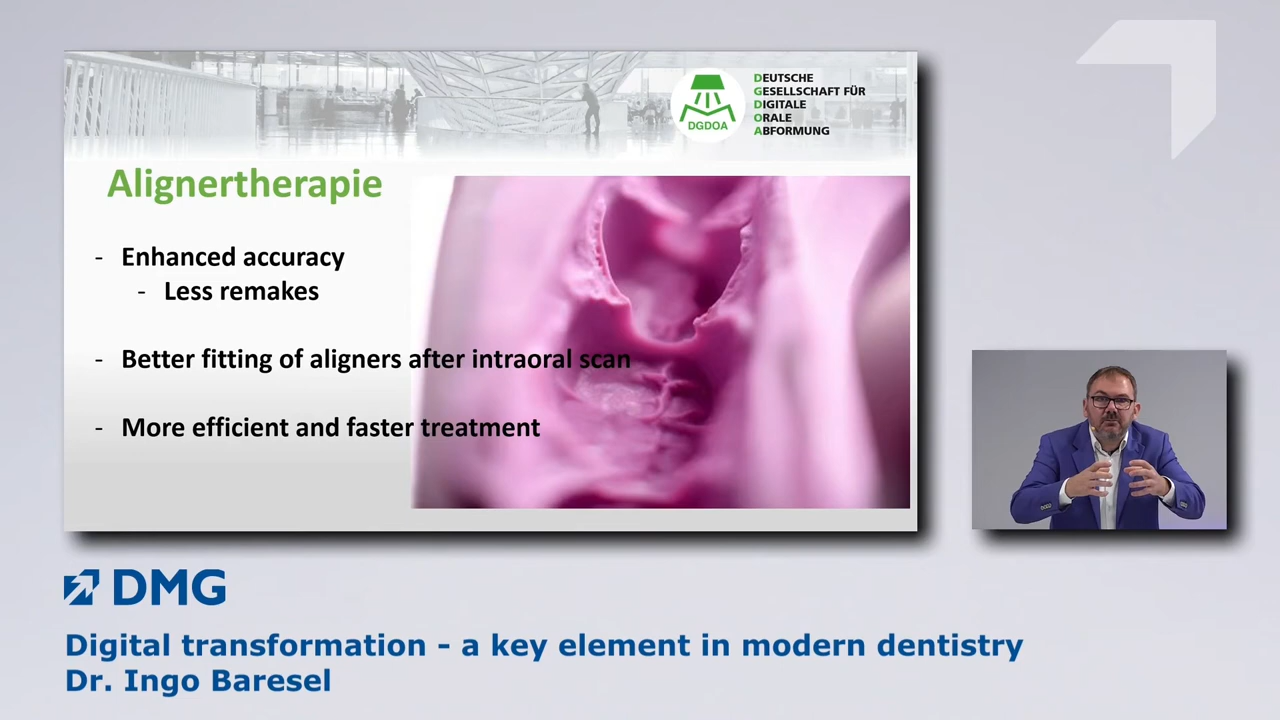 DEUTSCHE
GESELLSCHAFT FÜR
DIGITALE
ORALE
ABFORMUNG
DGDOA
Alignertherapie
- Enhanced accuracy
- Less remakes
- Better fitting of aligners after intraoral scan
- More efficient and faster treatment
DMG
Digital transformation - a key element in modern dentistry
Dr. Ingo Baresel